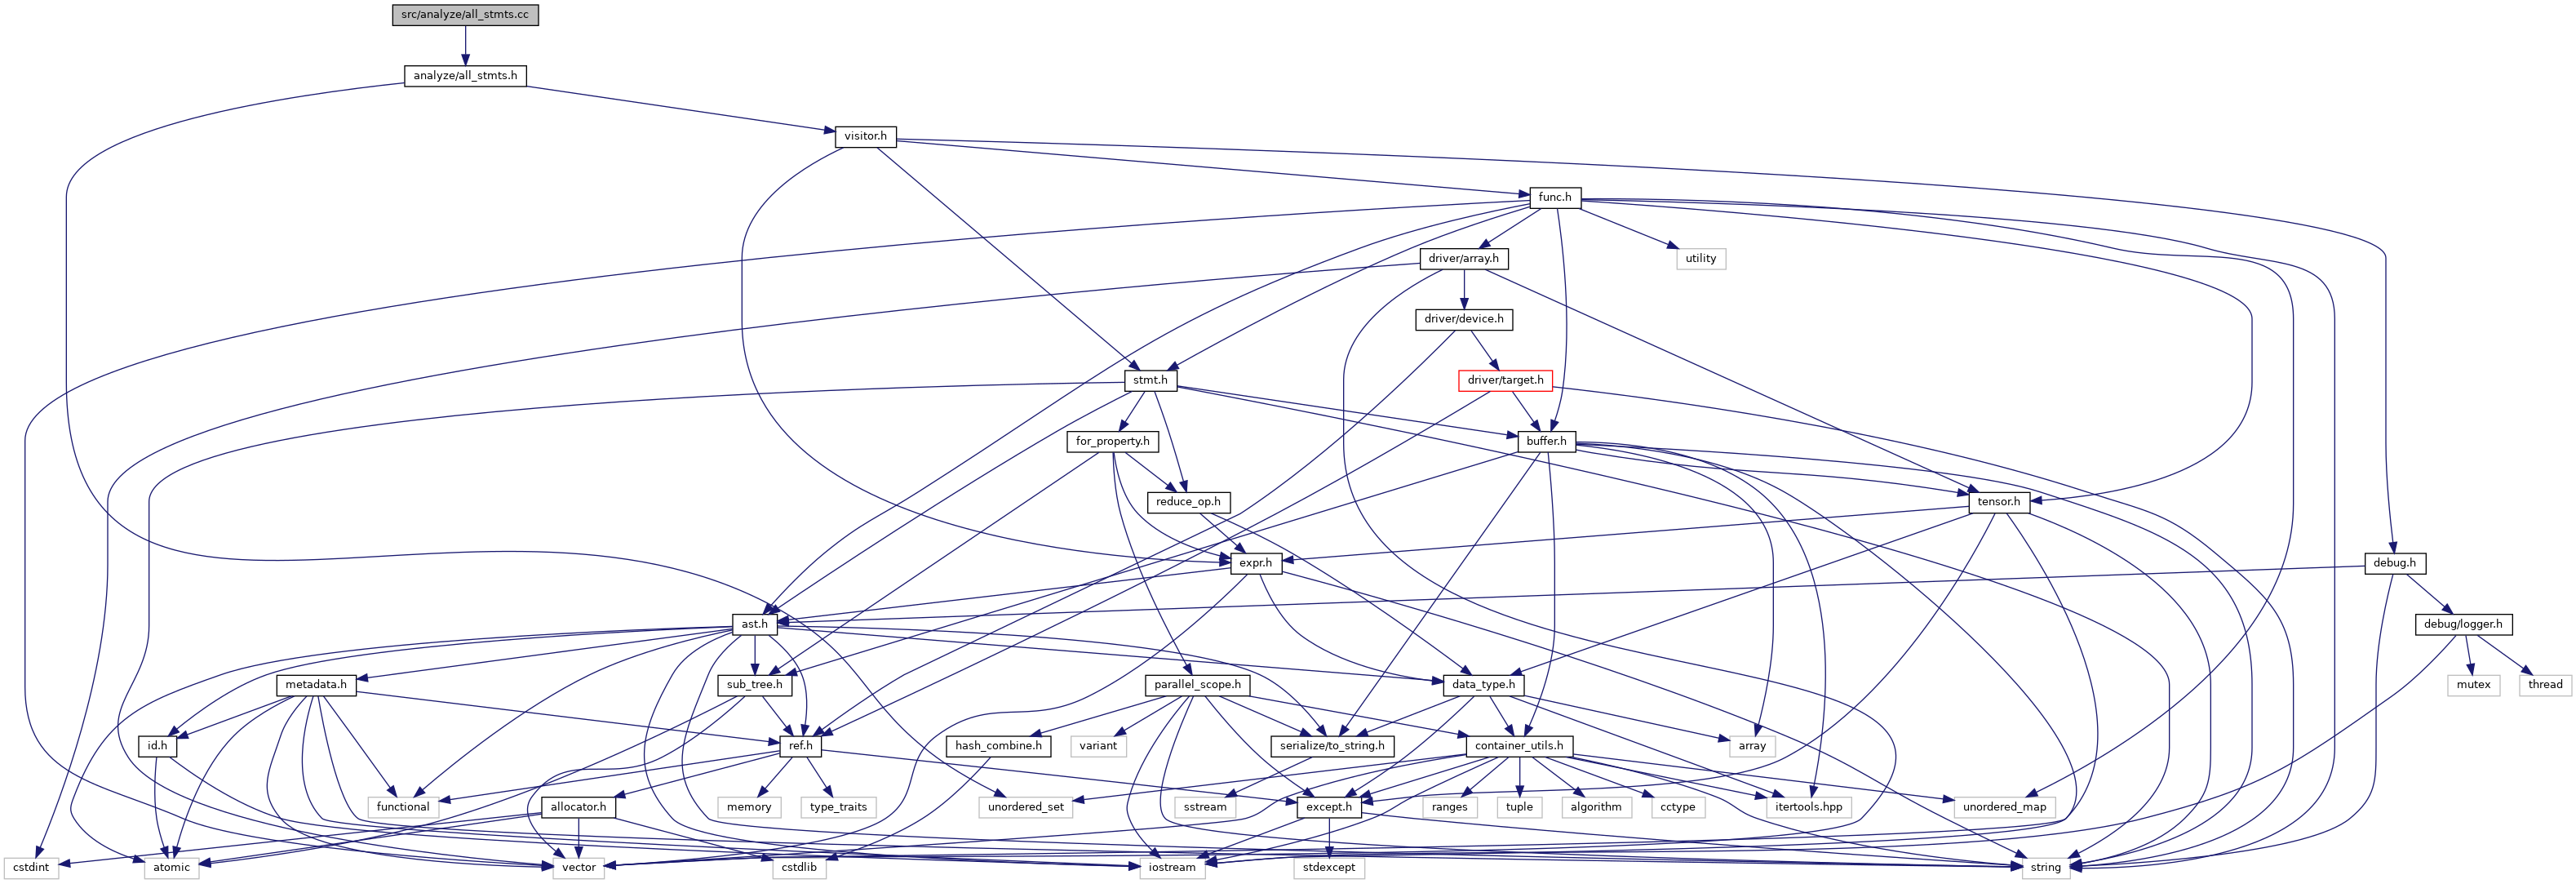 src/analyze/all_stmts.cc
analyze/all_stmts.h
visitor.h
func.h
driver/array.h
utility
driver/device.h
stmt.h
driver/target.h
for_property.h
buffer.h
reduce_op.h
tensor.h
expr.h
debug.h
ast.h
debug/logger.h
metadata.h
sub_tree.h
parallel_scope.h
data_type.h
mutex
thread
id.h
ref.h
hash_combine.h
variant
serialize/to_string.h
container_utils.h
array
functional
allocator.h
memory
type_traits
unordered_set
sstream
except.h
ranges
tuple
algorithm
cctype
itertools.hpp
unordered_map
cstdint
atomic
vector
cstdlib
iostream
stdexcept
string